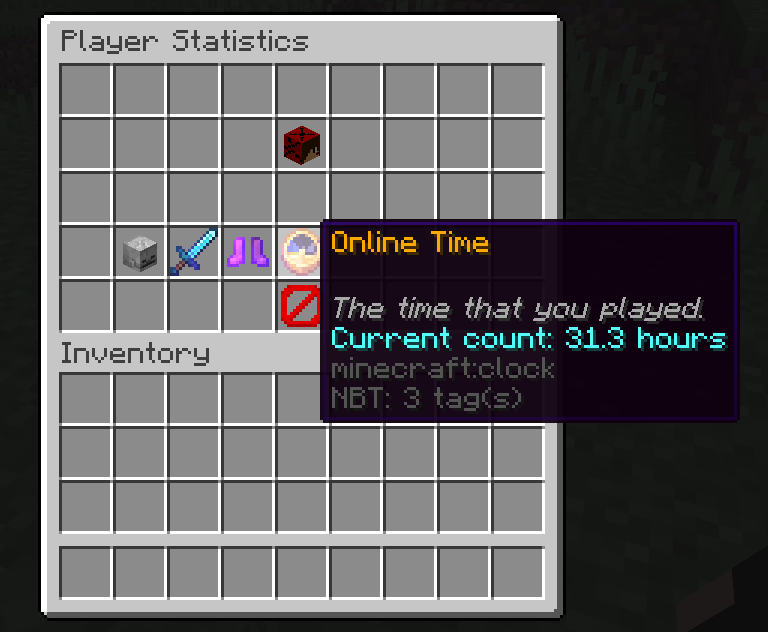 Player Statistics
Online Time
The time that you played.
Current count: 31.3 hours
Inventory
minecraft:clock
NBT: 3 tag(s)